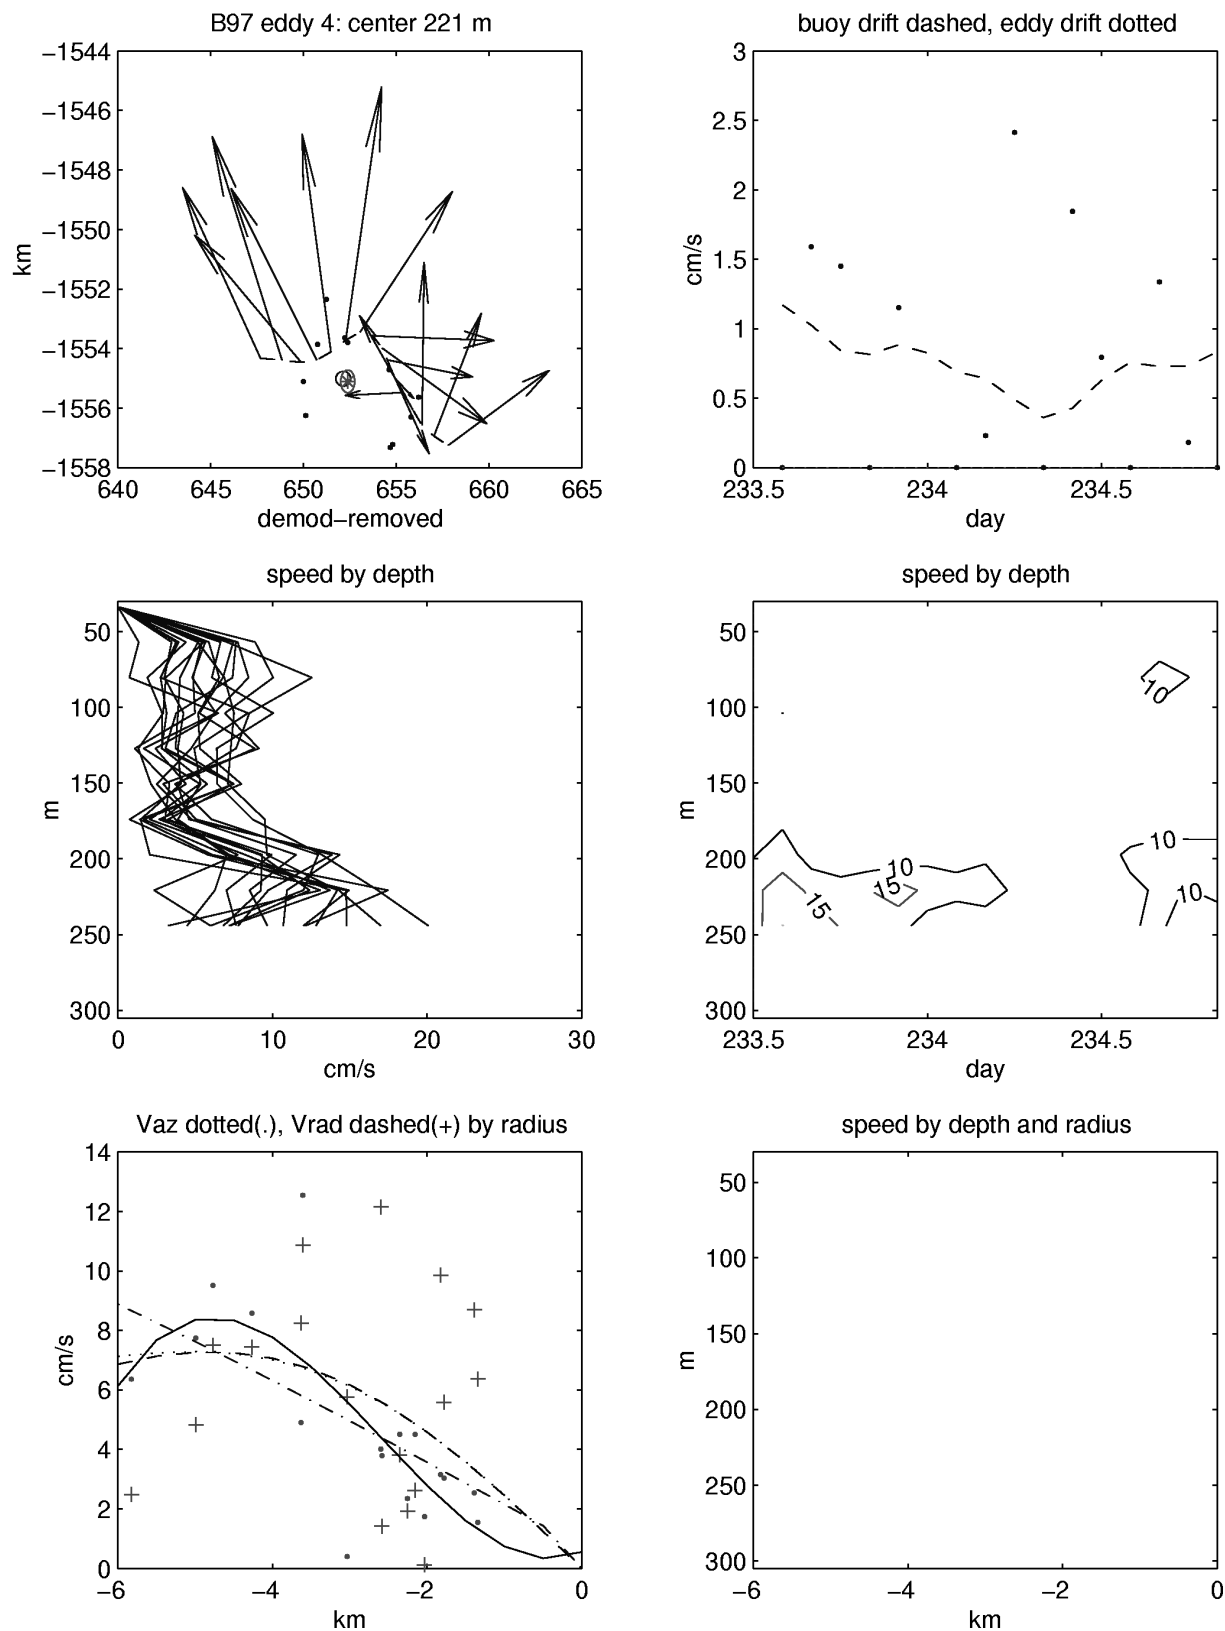 B97 eddy 4: center 221 m
−1544
−1546
−1548
−1550
−1552
−1554
−1556
−1558
km
640 645 650 655 660 665
demod−removed
buoy drift dashed, eddy drift dotted
3
2.5
2
1.5
1
0.5
0
cm/s
233.5 234 234.5
day
speed by depth
50
100
150
200
250
300
m
0 10 20 30
cm/s
speed by depth
50
100
150
200
250
300
m
10
10
10
15
15
10
233.5 234 234.5
day
Vaz dotted(.), Vrad dashed(+) by radius
14
12
10
8
6
4
2
0
cm/s
−6 −4 −2 0
km
speed by depth and radius
50
100
150
200
250
300
m
−6 −4 −2 0
km